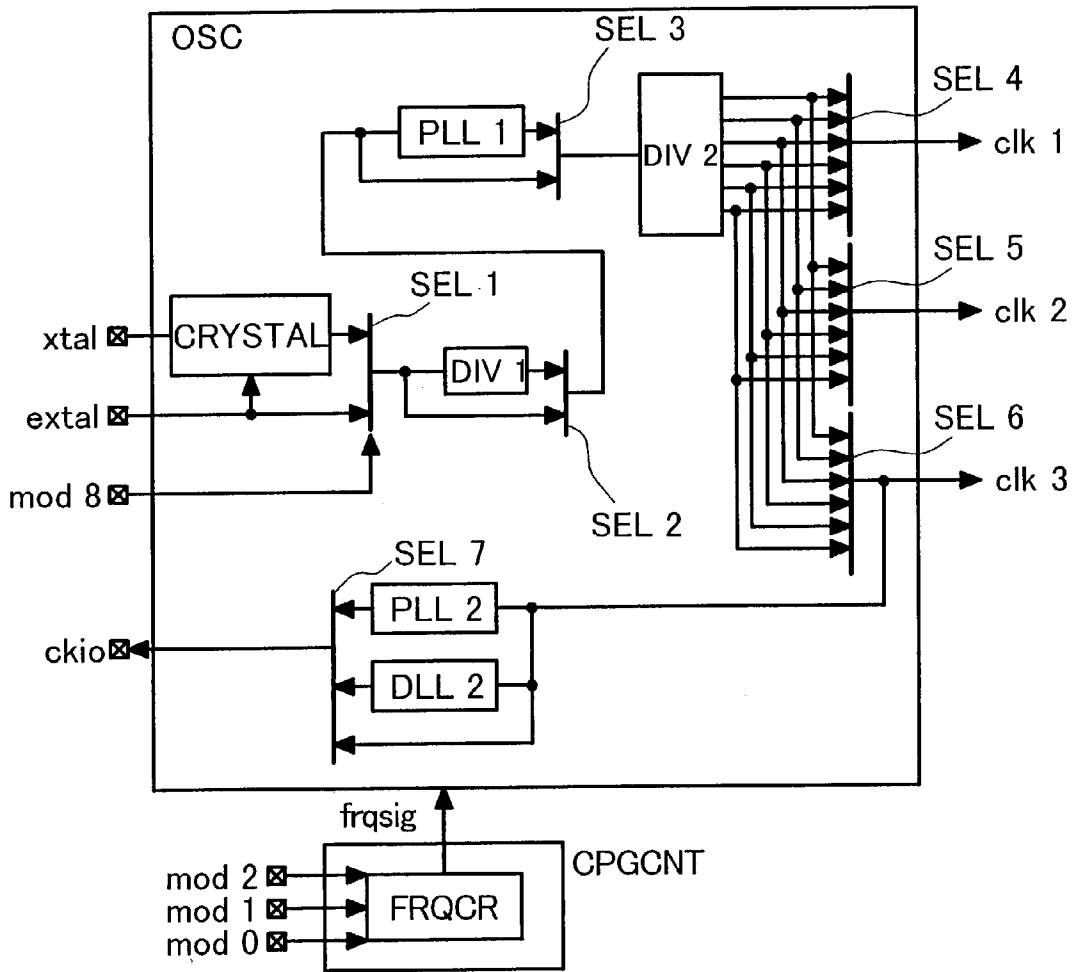 OSC
SEL 3
SEL 4
PLL 1
DIV 2
clk 1
SEL 5
SEL 1
xtal
CRYSTAL
clk 2
DIV 1
extal
SEL 6
mod 8
clk 3
SEL 2
SEL 7
PLL 2
ckio
DLL 2
frqsig
CPGCNT
mod 2
mod 1
FRQCR
mod 0